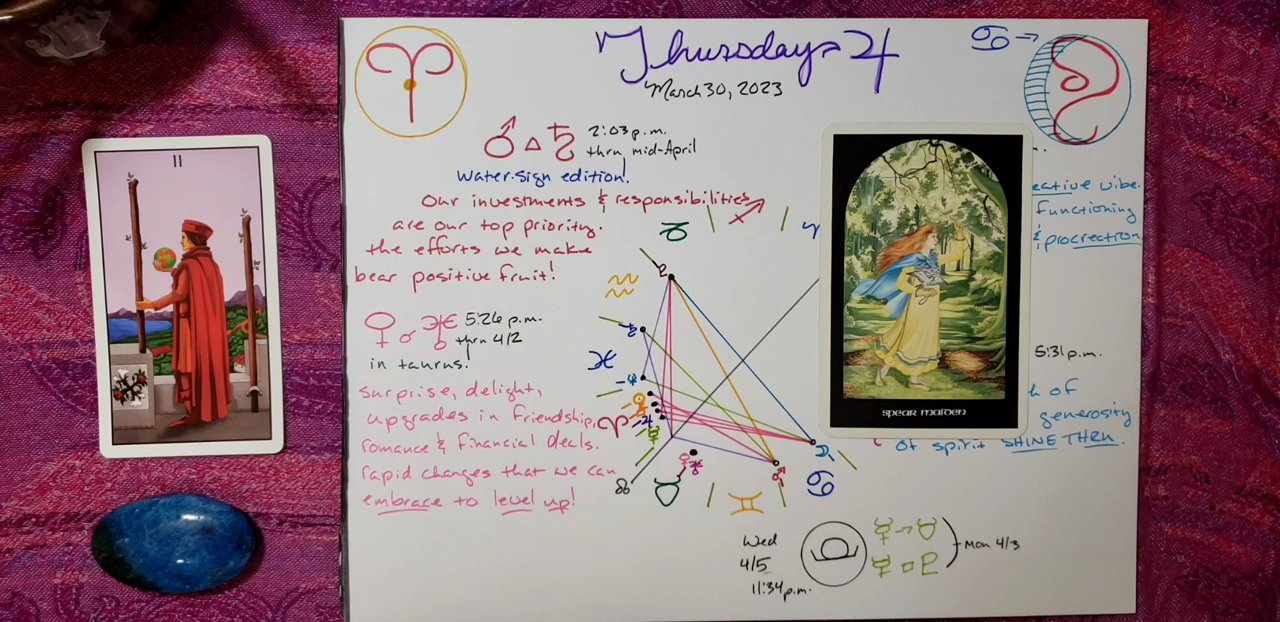 Thursday ♃
March 30, 2023
♋ →
♂ △ ♄ 2:03 p.m.
thru mid-April
Water-sign edition!
Our investments & responsibilities
are our top priority.
the efforts we make
bear positive fruit!
♀ ☌ ♅ 5:26 p.m.
thru 4/2
in taurus!
Surprise, delight,
upgrades in friendship,
romance & financial deals.
rapid changes that we can
embrace to level up!
II
SPEAR MAIDEN
eative vibe.
functioning
& procreation
5:31 p.m.
h of
generosity
of spirit SHINE THRU.
Wed
4/5
11:34 p.m.
☿ → ♉
☿ □ ♇
Mon 4/3